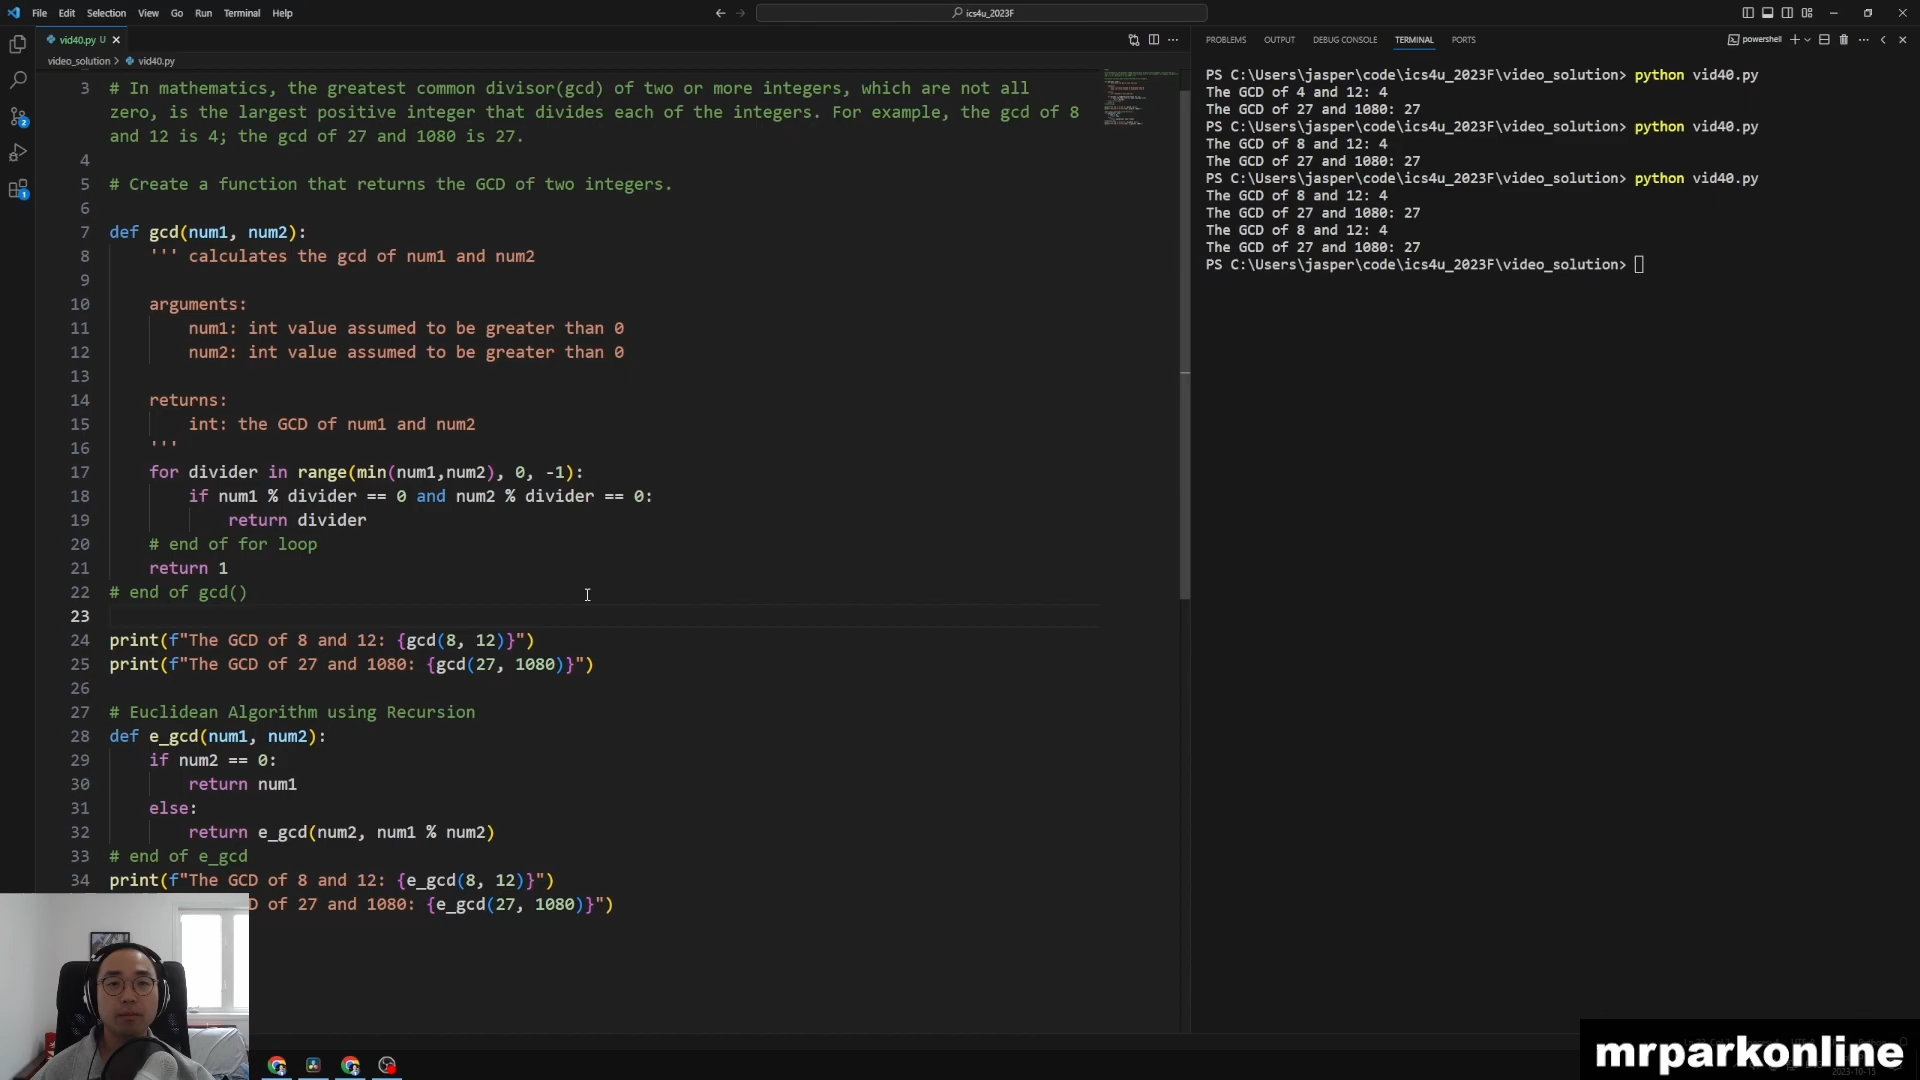 File Edit Selection View Go Run Terminal Help
ics4u_2023F
vid40.py U
PROBLEMS OUTPUT DEBUG CONSOLE TERMINAL PORTS
powershell
video_solution > vid40.py
3 # In mathematics, the greatest common divisor(gcd) of two or more integers, which are not all
zero, is the largest positive integer that divides each of the integers. For example, the gcd of 8
and 12 is 4; the gcd of 27 and 1080 is 27.
4
5 # Create a function that returns the GCD of two integers.
6
7 def gcd(num1, num2):
8 ''' calculates the gcd of num1 and num2
9
10 arguments:
11 num1: int value assumed to be greater than 0
12 num2: int value assumed to be greater than 0
13
14 returns:
15 int: the GCD of num1 and num2
16 '''
17 for divider in range(min(num1,num2), 0, -1):
18 if num1 % divider == 0 and num2 % divider == 0:
19 return divider
20 # end of for loop
21 return 1
22 # end of gcd()
23
24 print(f"The GCD of 8 and 12: {gcd(8, 12)}")
25 print(f"The GCD of 27 and 1080: {gcd(27, 1080)}")
26
27 # Euclidean Algorithm using Recursion
28 def e_gcd(num1, num2):
29 if num2 == 0:
30 return num1
31 else:
32 return e_gcd(num2, num1 % num2)
33 # end of e_gcd
34 print(f"The GCD of 8 and 12: {e_gcd(8, 12)}")
of 27 and 1080: {e_gcd(27, 1080)}")
PS C:\Users\jasper\code\ics4u_2023F\video_solution> python vid40.py
The GCD of 4 and 12: 4
The GCD of 27 and 1080: 27
PS C:\Users\jasper\code\ics4u_2023F\video_solution> python vid40.py
The GCD of 8 and 12: 4
The GCD of 27 and 1080: 27
PS C:\Users\jasper\code\ics4u_2023F\video_solution> python vid40.py
The GCD of 8 and 12: 4
The GCD of 27 and 1080: 27
The GCD of 8 and 12: 4
The GCD of 27 and 1080: 27
PS C:\Users\jasper\code\ics4u_2023F\video_solution>
mrparkonline
2023-10-15